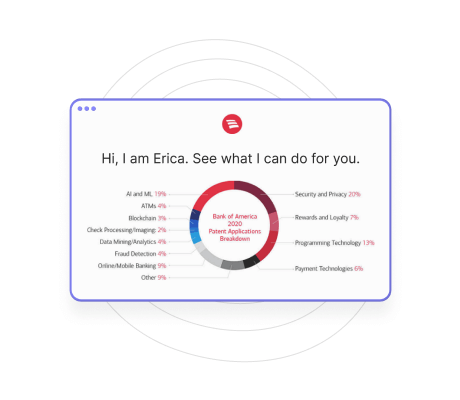 Hi, I am Erica. See what I can do for you.
AI and ML 19%
ATMs 4%
Blockchain 3%
Check Processing/Imaging: 2%
Data Mining/Analytics 4%
Fraud Detection 4%
Online/Mobile Banking 9%
Other 9%
Bank of America
2020
Patent Applications
Breakdown
Security and Privacy 20%
Rewards and Loyalty 7%
Programming Technology 13%
Payment Technologies 6%